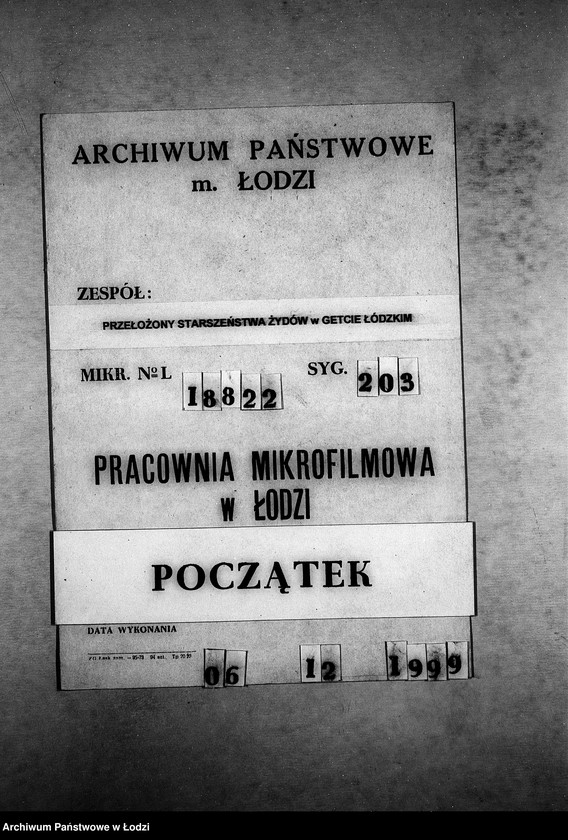 ARCHIWUM PAŃSTWOWE
m. ŁODZI
ZESPÓŁ:
PRZEŁOŻONY STARSZEŃSTWA ŻYDÓW w GETCIE ŁÓDZKIM
MIKR. № L 18822 SYG. 203
PRACOWNIA MIKROFILMOWA
w ŁODZI
POCZĄTEK
DATA WYKONANIA
06 12 1999
Archiwum Państwowe w Łodzi